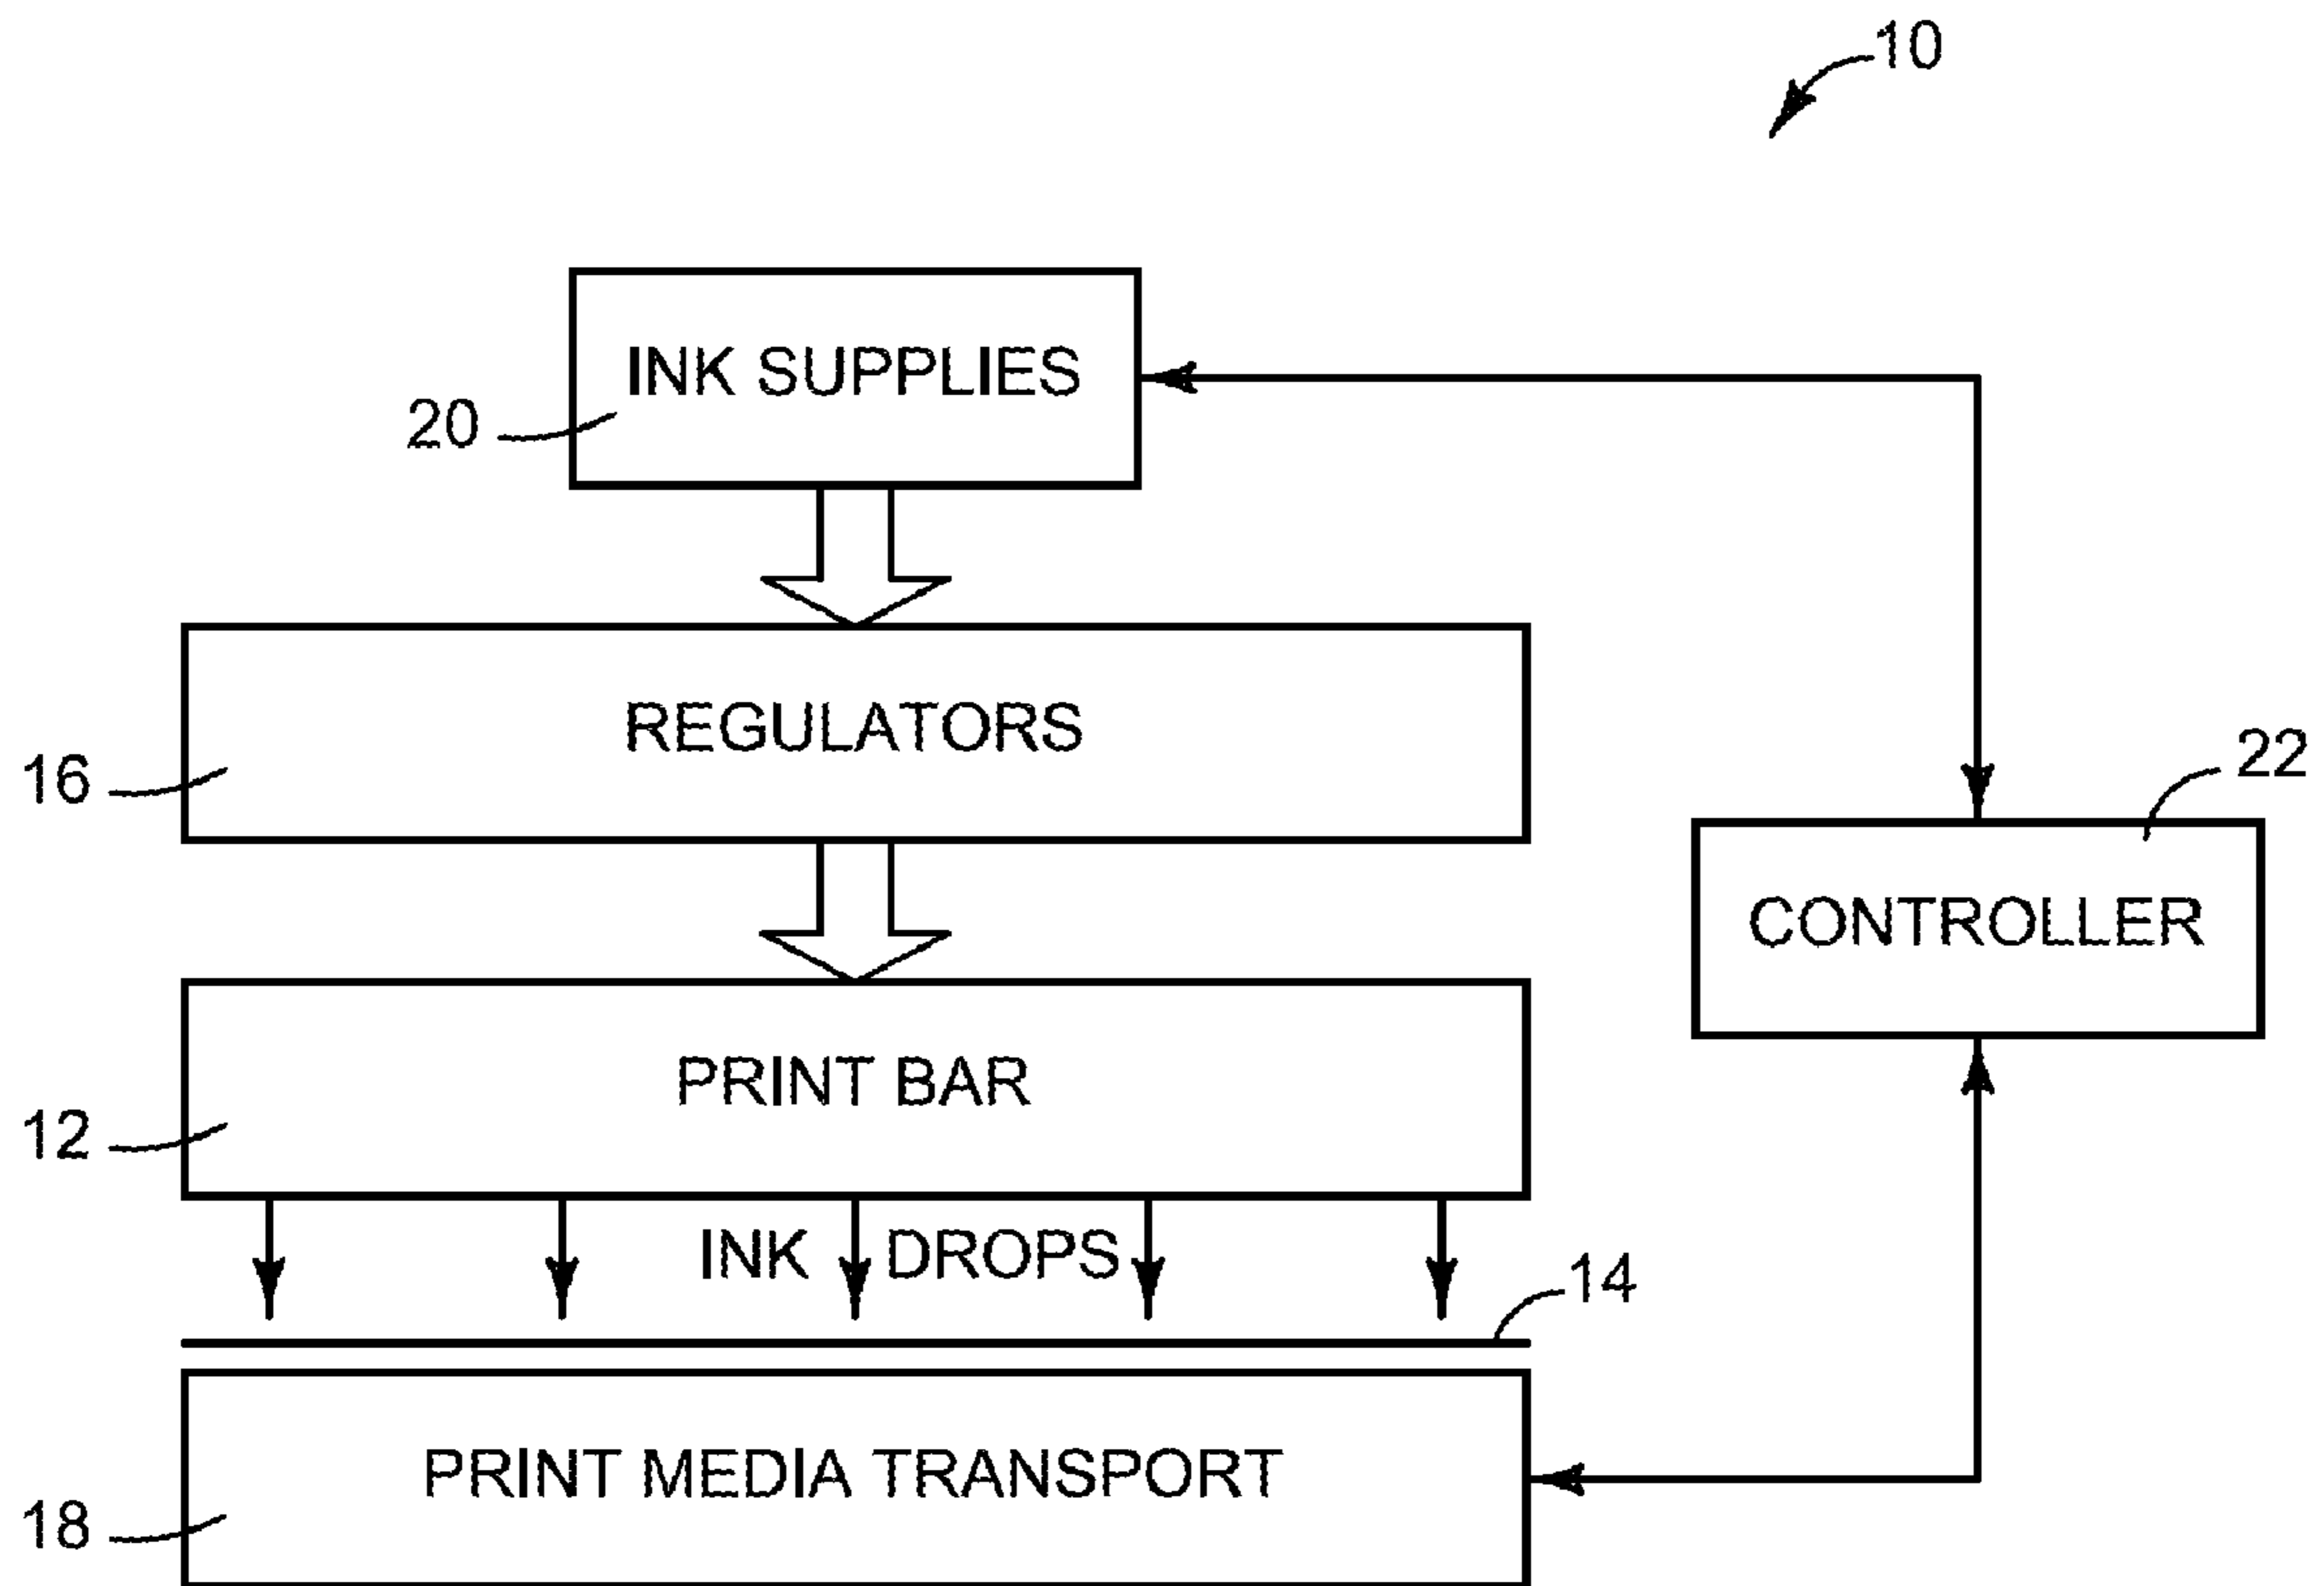 10
INK SUPPLIES
20
REGULATORS
16
22
CONTROLLER
PRINT BAR
12
INK DROPS
14
PRINT MEDIA TRANSPORT
18